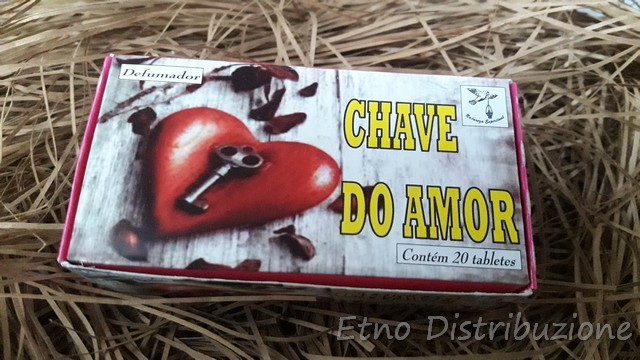 Defumador
CHAVE
DO AMOR
Contém 20 tabletes
Etno Distribuzione